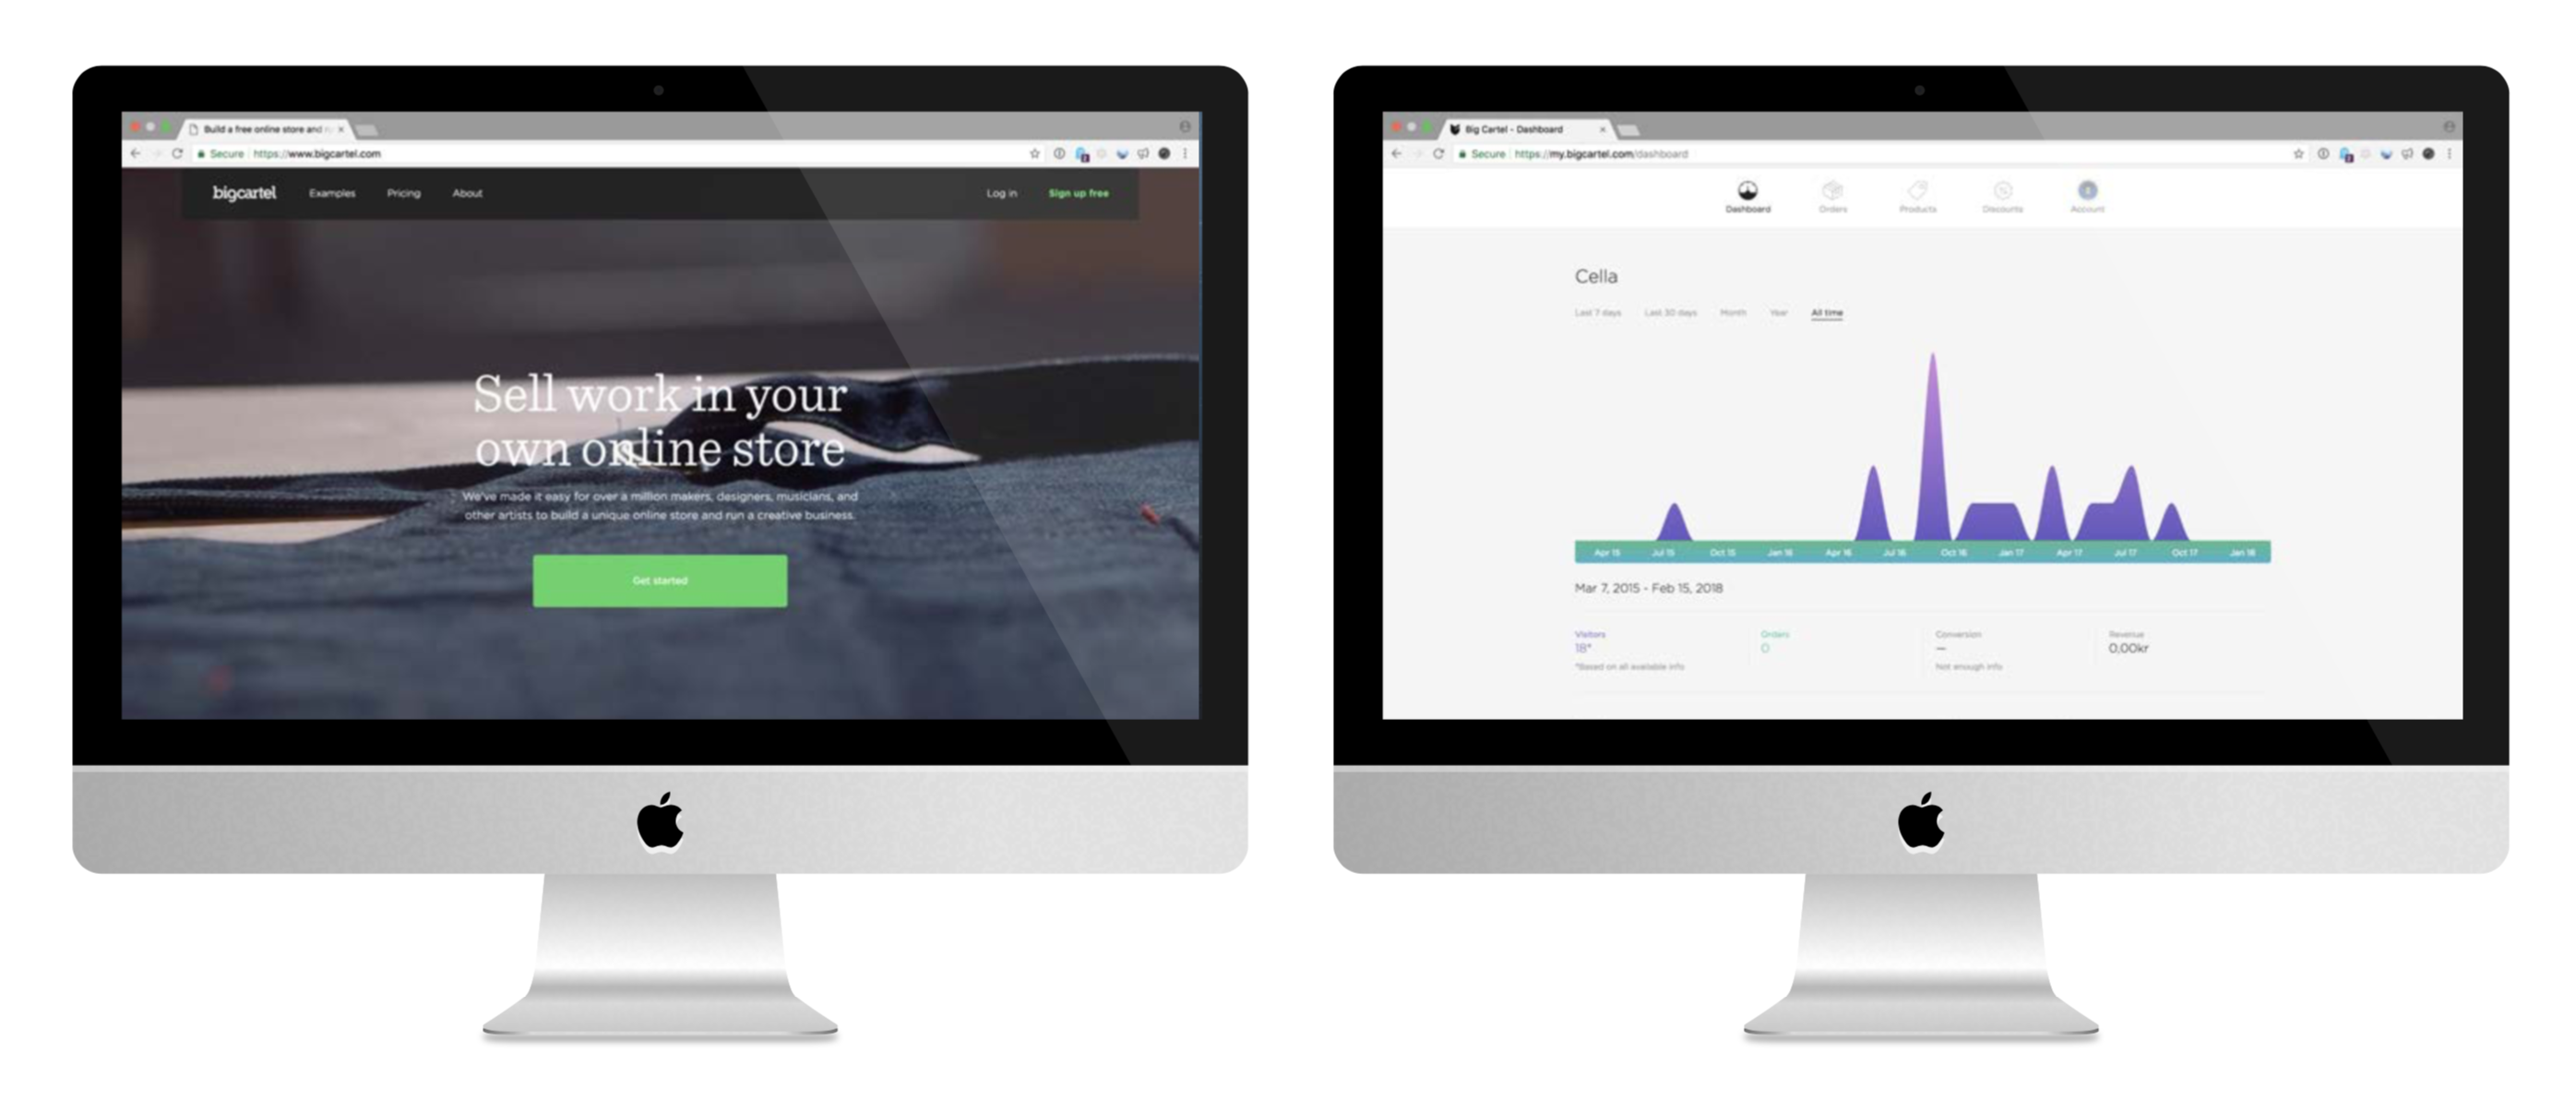 Build a free online store and
Secure https://www.bigcartel.com
bigcartel Examples Pricing About Log in Sign up free
Sell work in your
own online store
We've made it easy for over a million makers, designers, musicians, and
other artists to build a unique online store and run a creative business.
Get started
Big Cartel - Dashboard
Secure https://my.bigcartel.com/dashboard
Dashboard Orders Products Discounts Account
Cella
Last 7 days Last 30 days Month Year All time
Apr 15 Jul 15 Oct 15 Jan 16 Apr 16 Jul 16 Oct 16 Jan 17 Apr 17 Jul 17 Oct 17 Jan 18
Mar 7, 2015 - Feb 15, 2018
Visitors Orders Conversion Revenue
18* 0 — 0,00kr
*Based on all available info Not enough info